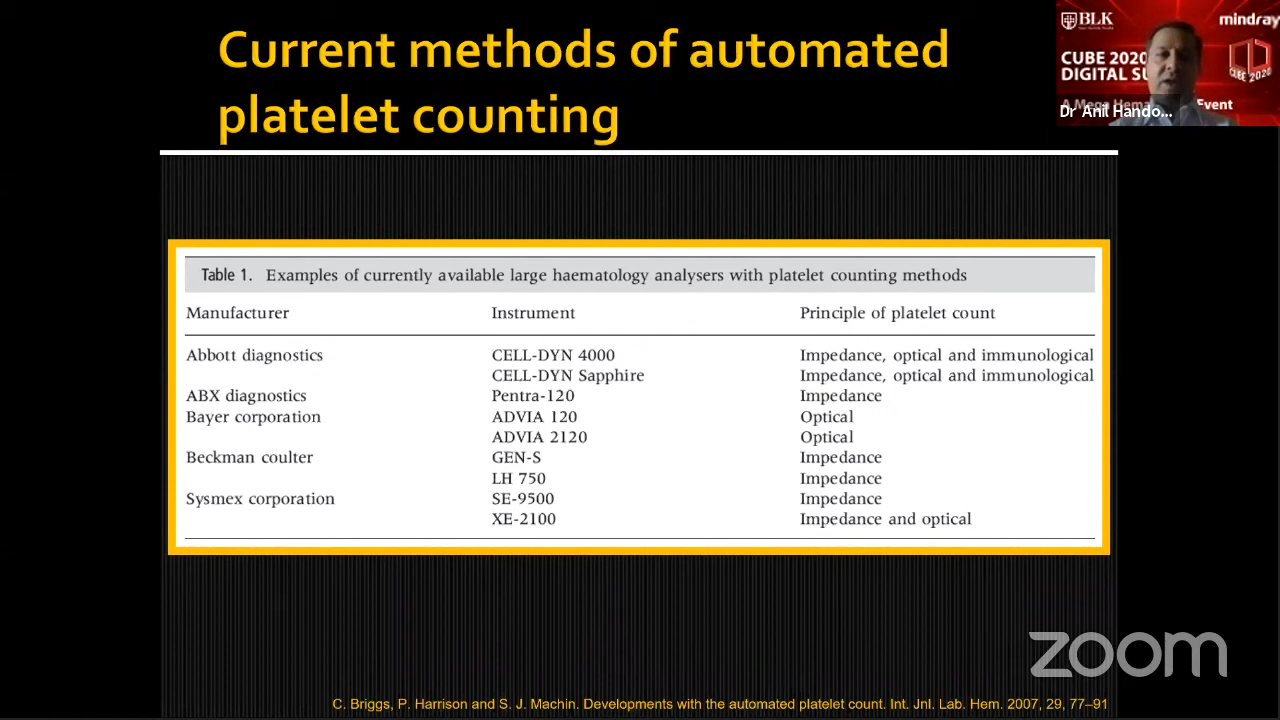 Current methods of automated
platelet counting
BLK
mindray
CUBE 2020
DIGITAL
CUBE 2020
A Mega
Event
Dr Anil Hando...
Table 1. Examples of currently available large haematology analysers with platelet counting methods
Manufacturer Instrument Principle of platelet count
Abbott diagnostics CELL-DYN 4000 Impedance, optical and immunological
CELL-DYN Sapphire Impedance, optical and immunological
ABX diagnostics Pentra-120 Impedance
Bayer corporation ADVIA 120 Optical
ADVIA 2120 Optical
Beckman coulter GEN-S Impedance
LH 750 Impedance
Sysmex corporation SE-9500 Impedance
XE-2100 Impedance and optical
zoom
C. Briggs, P. Harrison and S. J. Machin. Developments with the automated platelet count. Int. Jnl. Lab. Hem. 2007, 29, 77–91